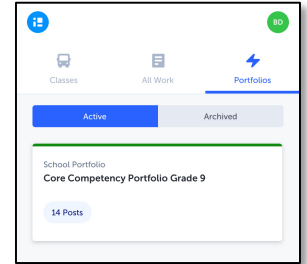 BD
Classes All Work Portfolios
Active Archived
School Portfolio
Core Competency Portfolio Grade 9
14 Posts